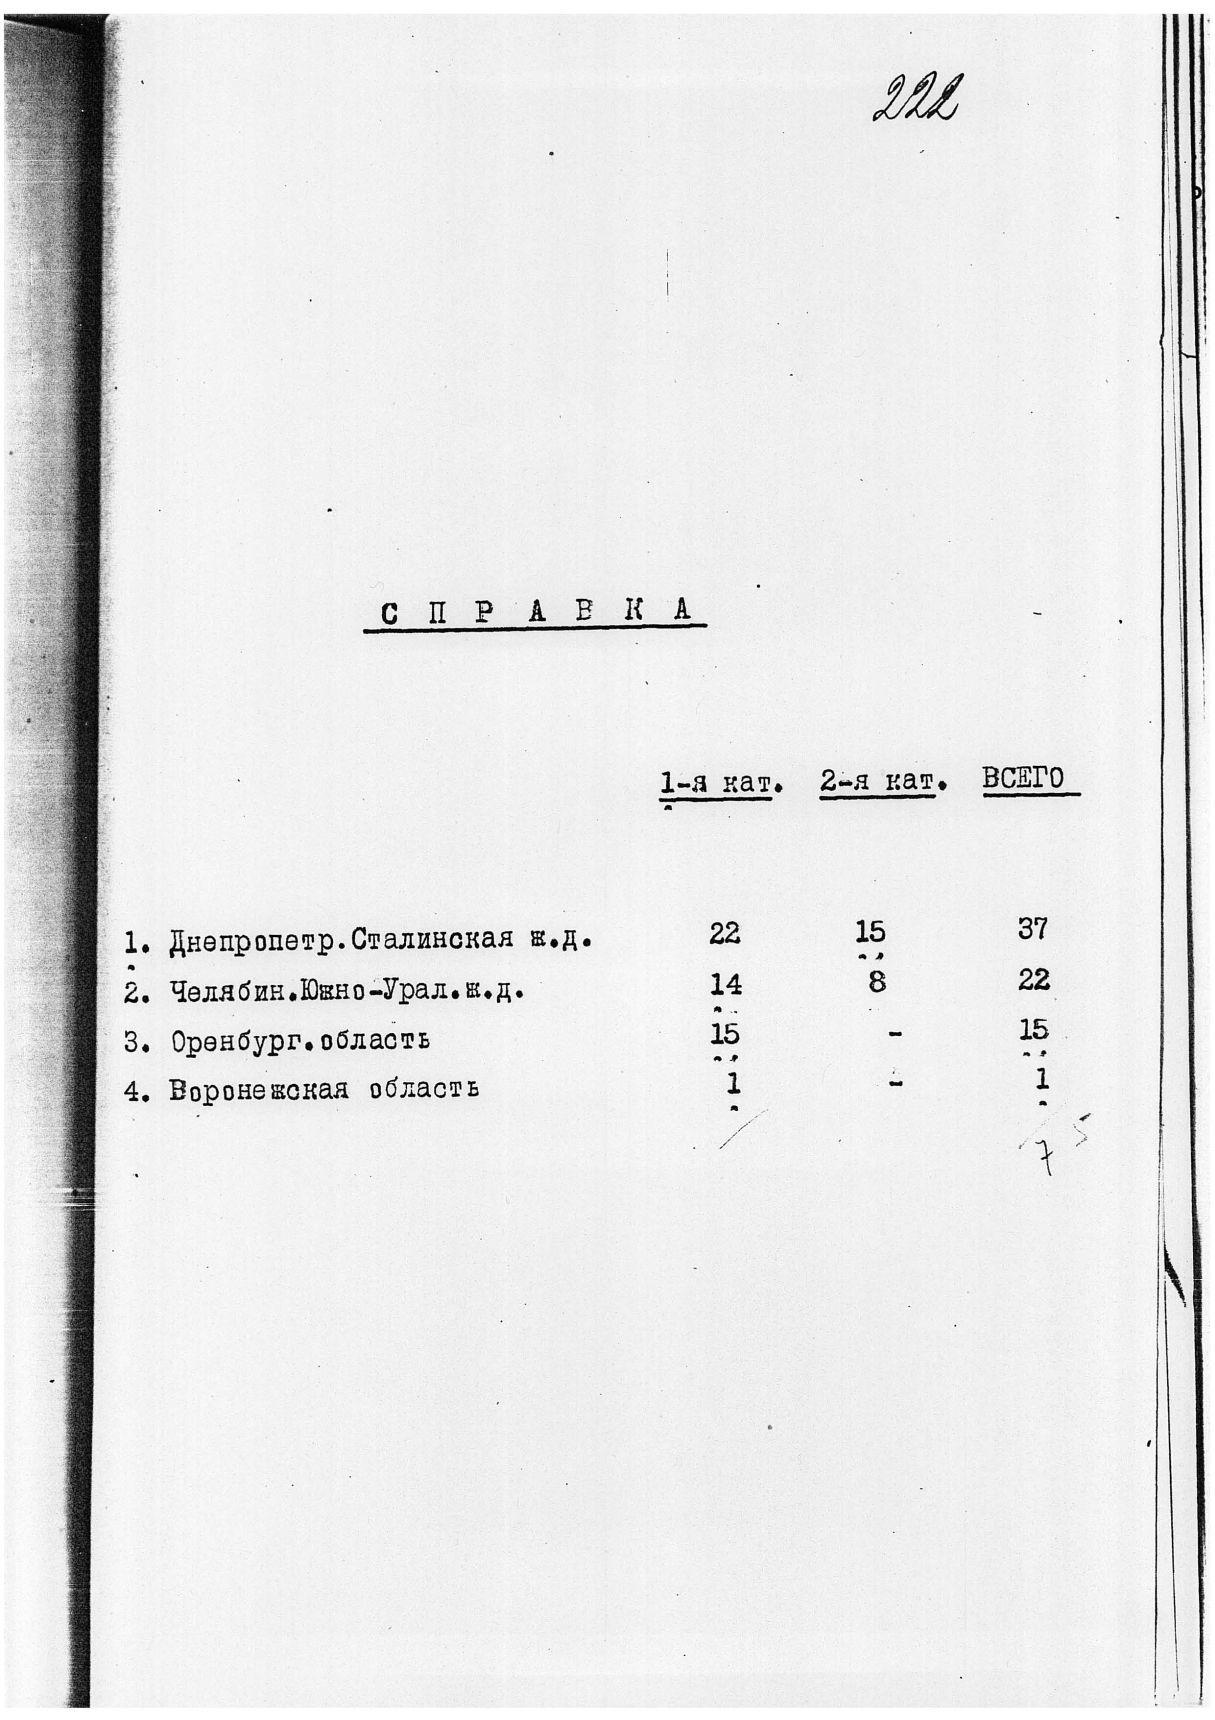 222
СПРАВКА
1-я кат. 2-я кат. ВСЕГО
1. Днепропетр.Сталинская ж.д. 22 15 37
2. Челябин.Южно-Урал.ж.д. 14 8 22
3. Оренбург.область 15 - 15
4. Воронежская область 1 - 1
75